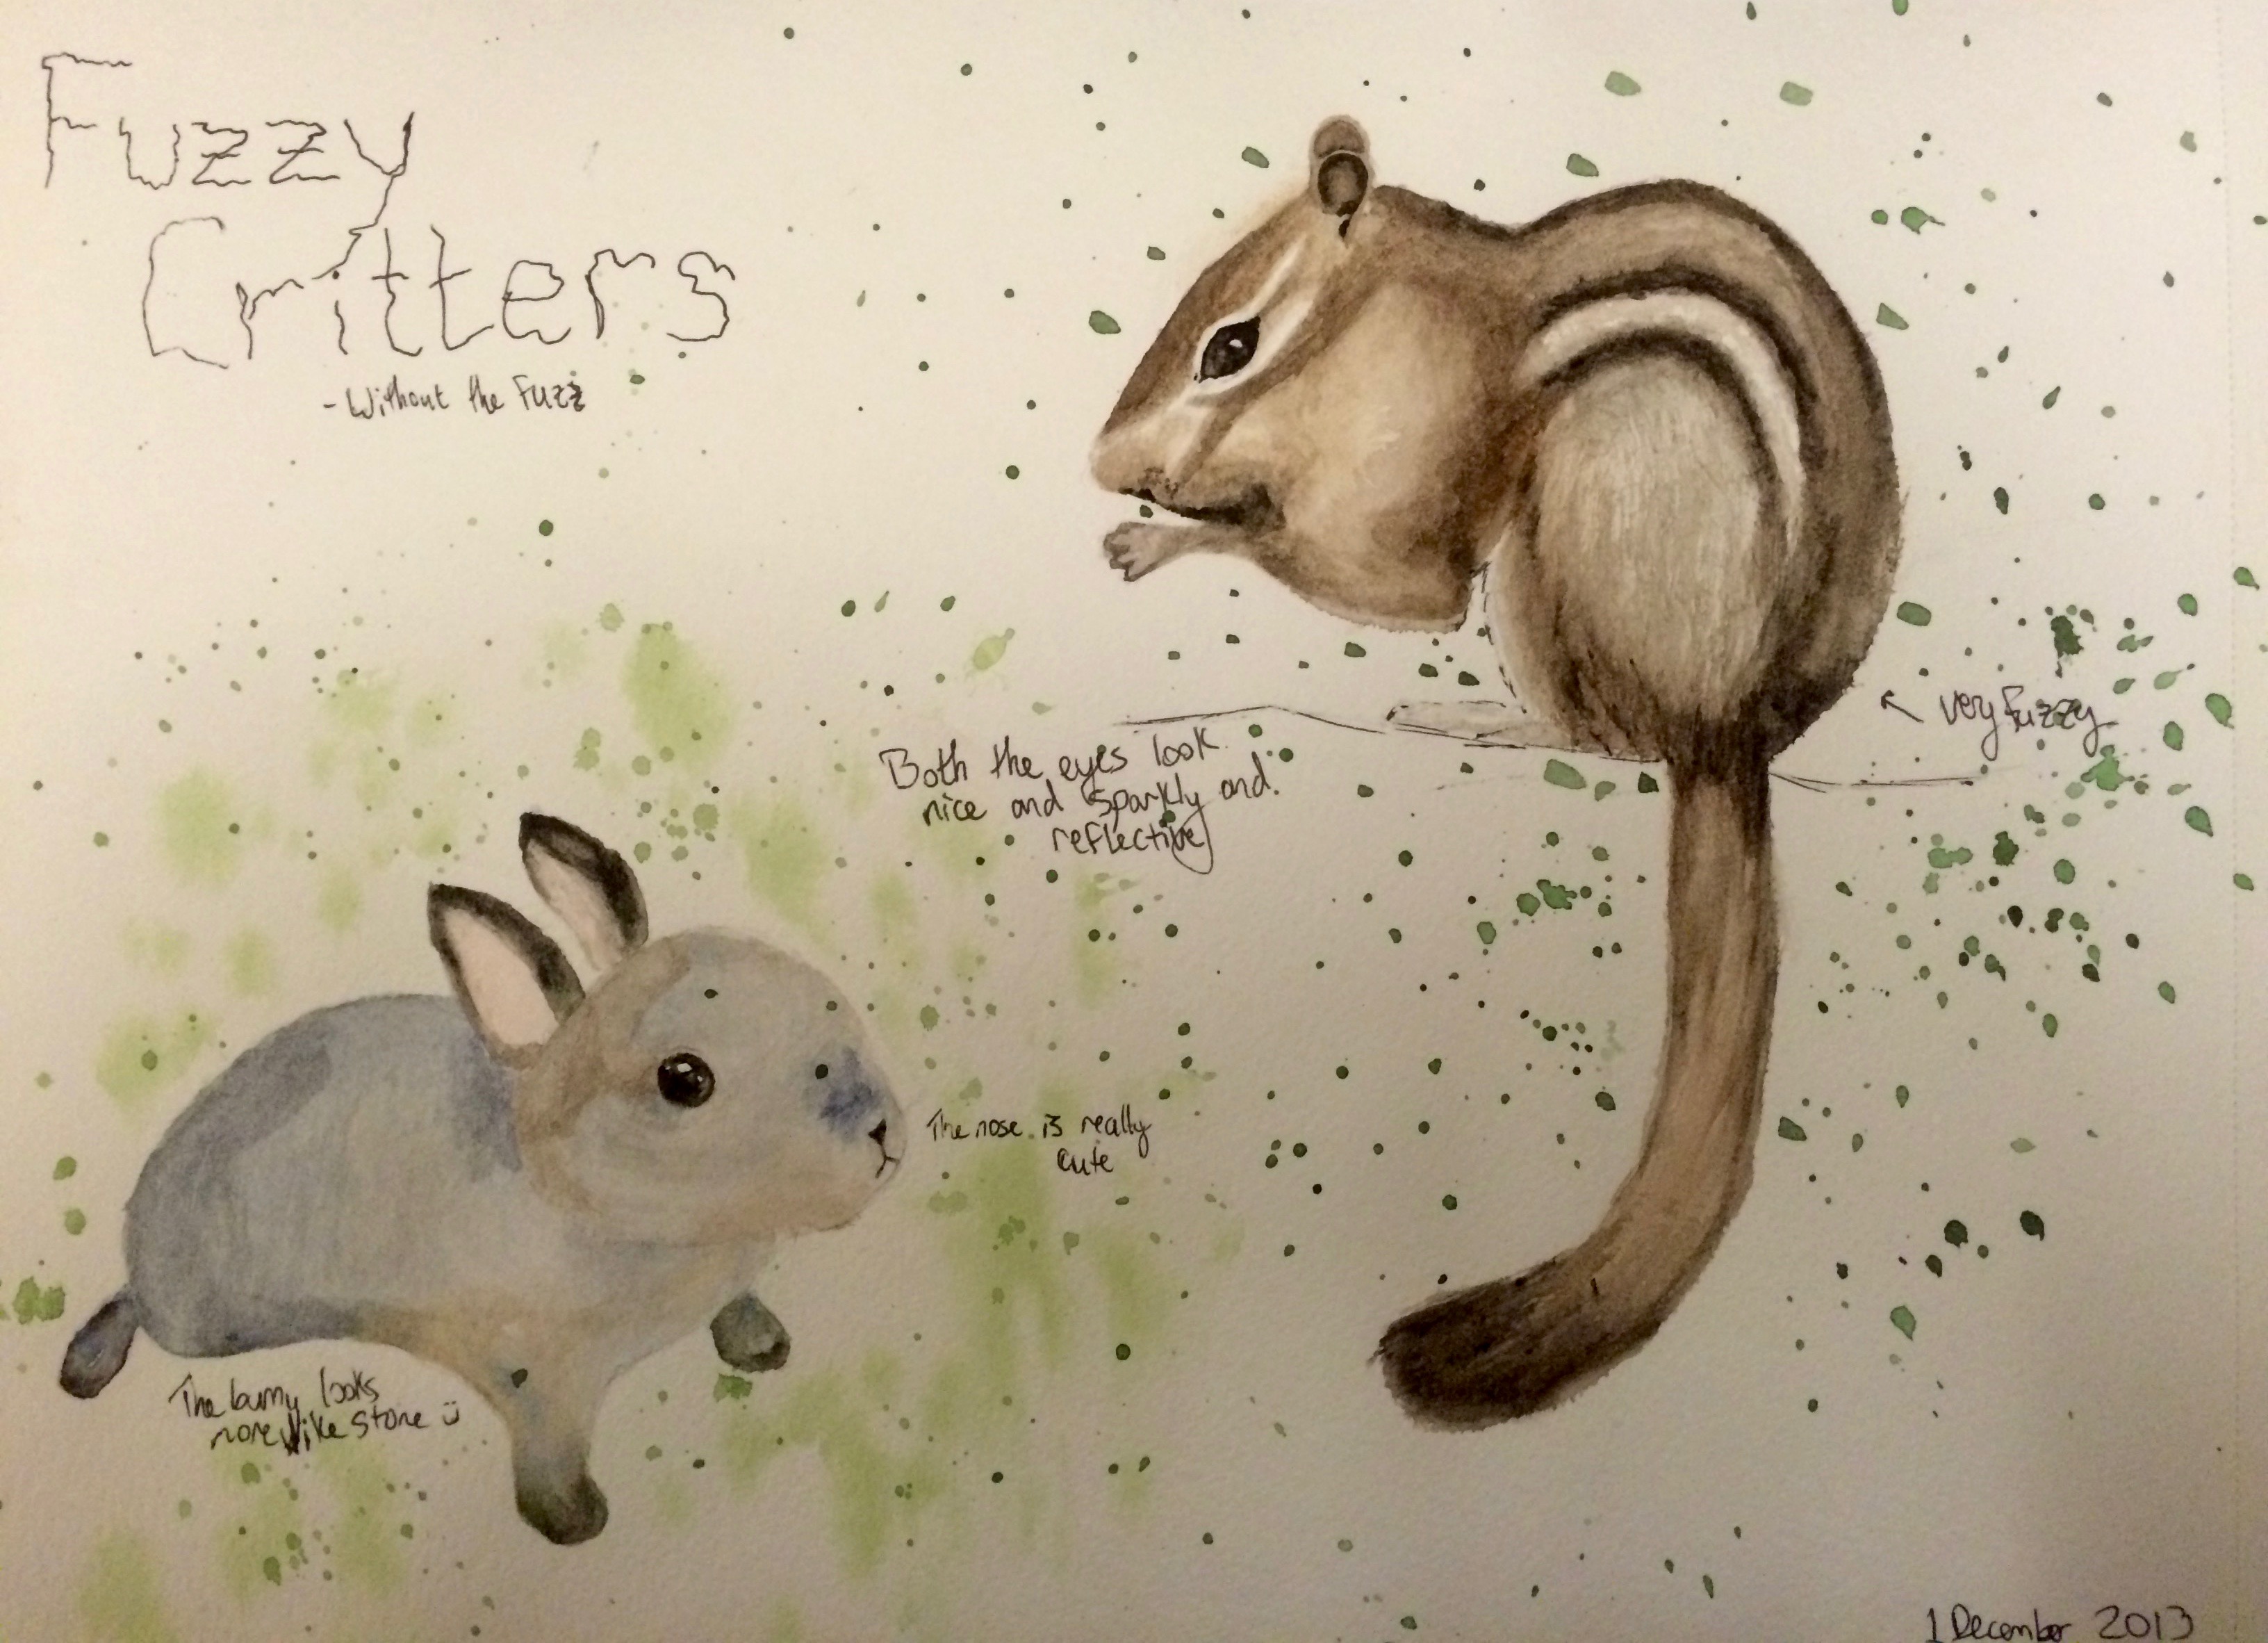 Fuzzy
Critters
- Without the Fuzz
very fuzzy
Both the eyes look
nice and sparkly and
reflective
The nose is really
cute
The bunny looks
more like stone ü
1 December 2013